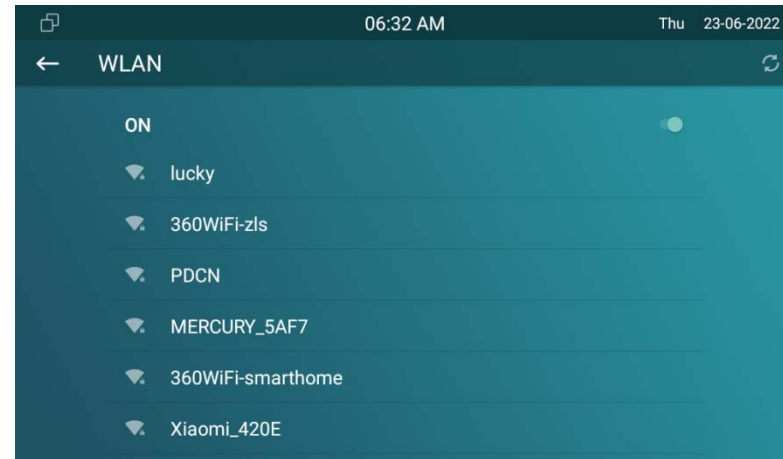 06:32 AM Thu 23-06-2022
WLAN
ON
lucky
360WiFi-zls
PDCN
MERCURY_5AF7
360WiFi-smarthome
Xiaomi_420E